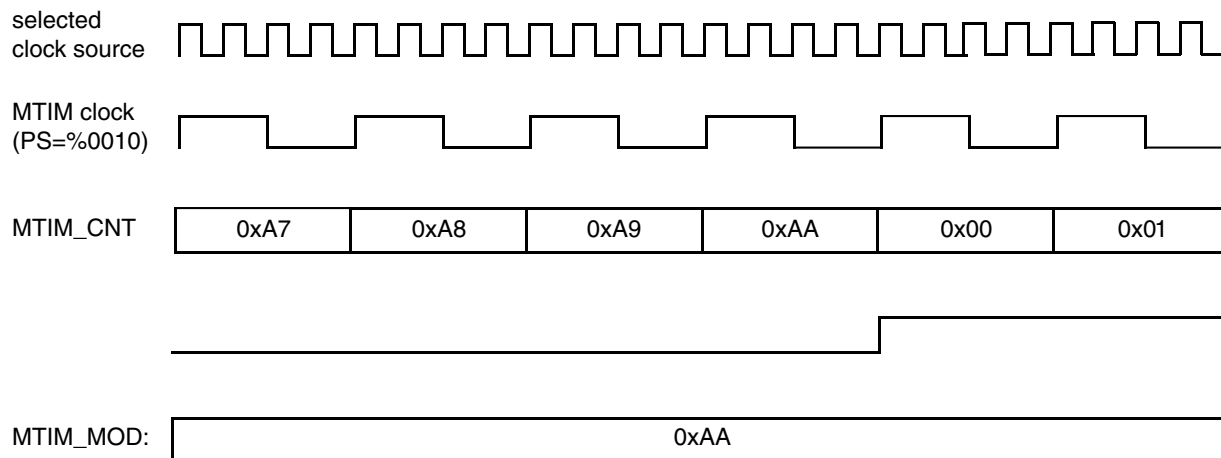 selected
clock source
MTIM clock
(PS=%0010)
MTIM_CNT 0xA7 0xA8 0xA9 0xAA 0x00 0x01
MTIM_MOD: 0xAA